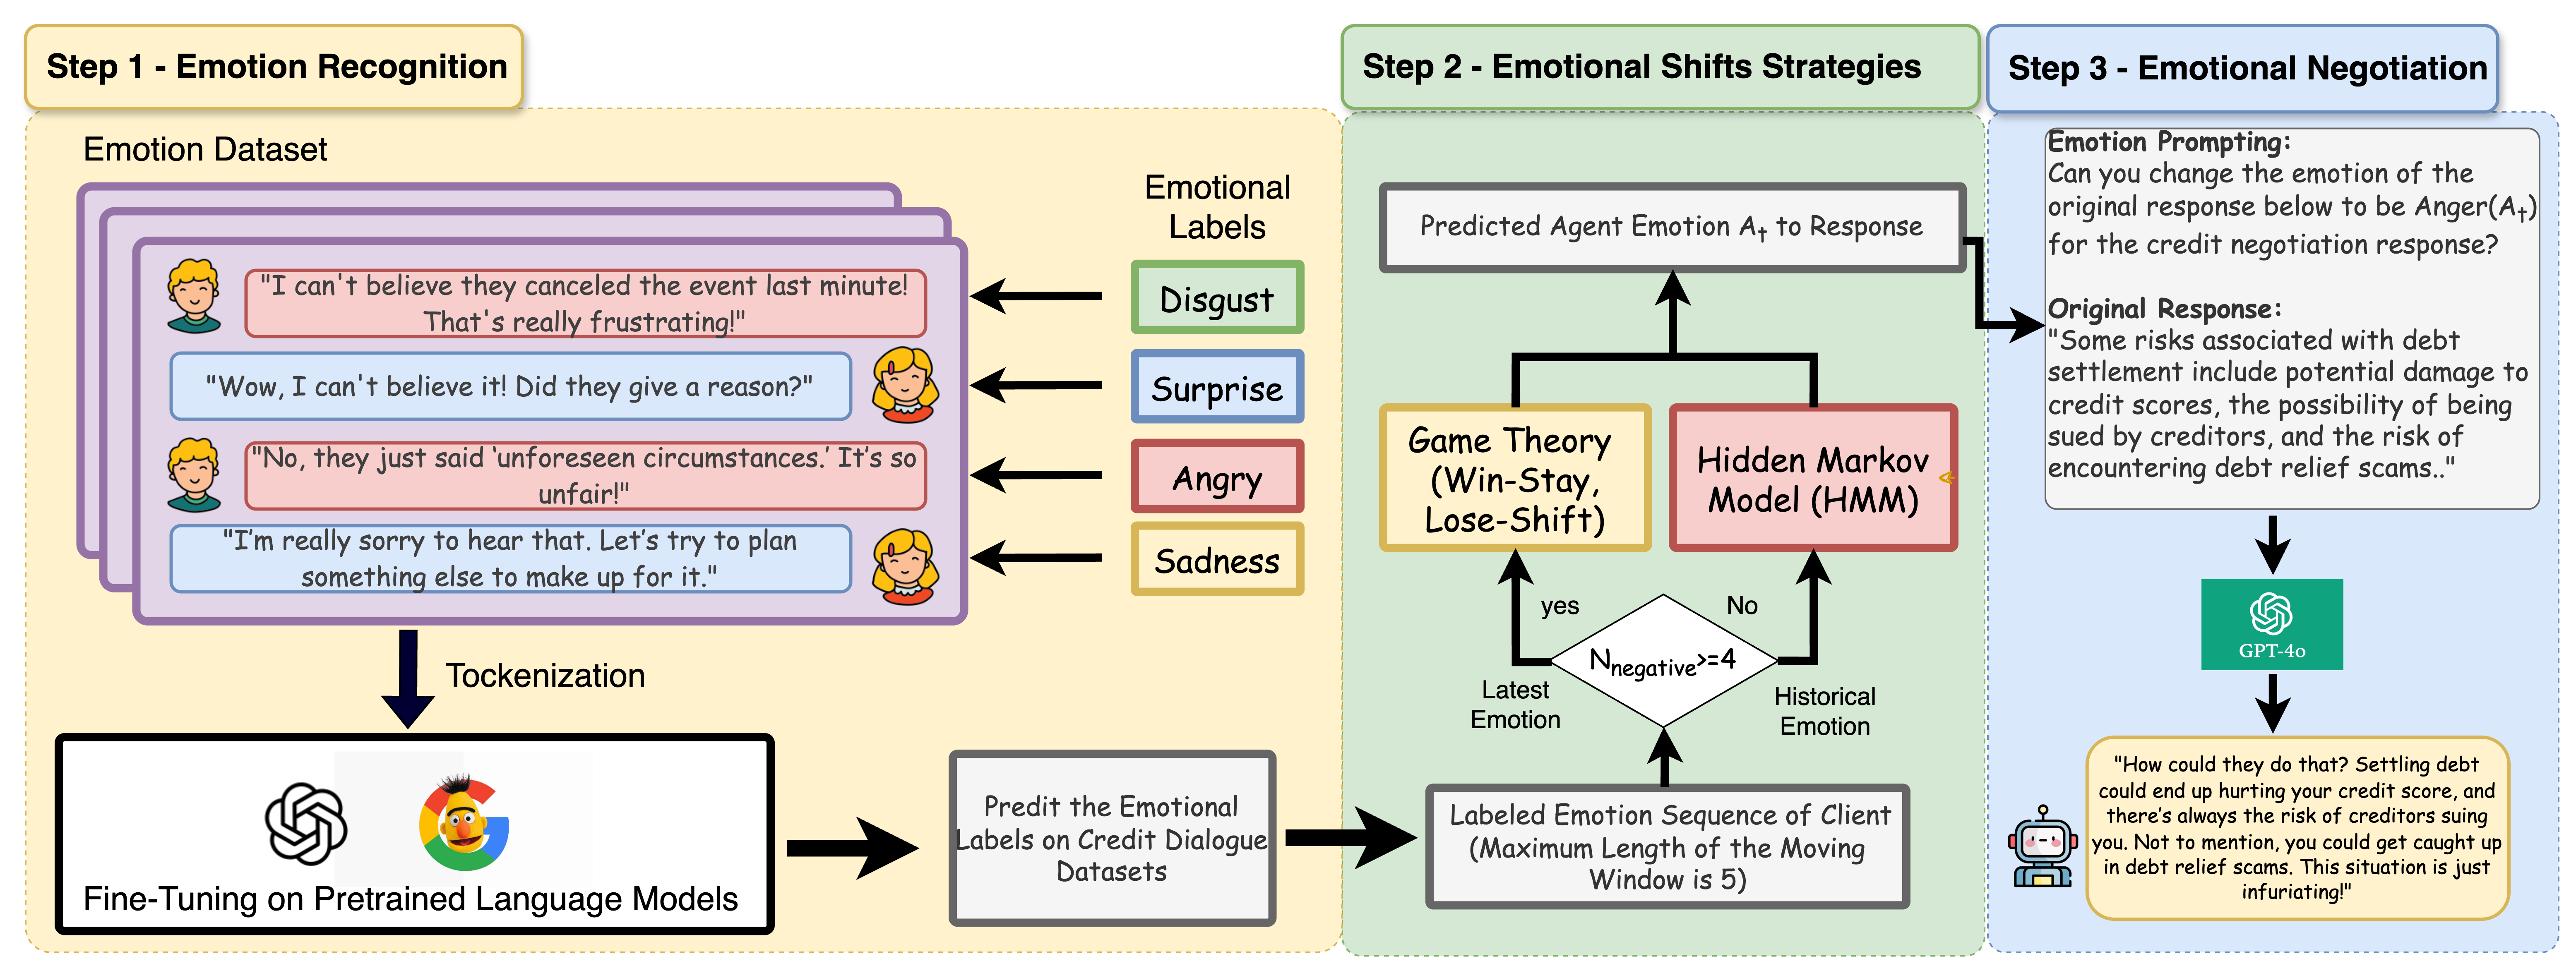 Step 1 - Emotion Recognition
Emotion Dataset
"I can't believe they canceled the event last minute!
That's really frustrating!"
"Wow, I can't believe it! Did they give a reason?"
"No, they just said ‘unforeseen circumstances.’ It’s so
unfair!"
"I’m really sorry to hear that. Let’s try to plan
something else to make up for it."
Emotional
Labels
Disgust
Surprise
Angry
Sadness
Tockenization
Fine-Tuning on Pretrained Language Models
Predit the Emotional
Labels on Credit Dialogue
Datasets
Step 2 - Emotional Shifts Strategies
Predicted Agent Emotion At to Response
Game Theory
(Win-Stay,
Lose-Shift)
Hidden Markov
Model (HMM)
yes
No
Nnegative>=4
Latest
Emotion
Historical
Emotion
Labeled Emotion Sequence of Client
(Maximum Length of the Moving
Window is 5)
Step 3 - Emotional Negotiation
Emotion Prompting:
Can you change the emotion of the
original response below to be Anger(At)
for the credit negotiation response?
Original Response:
"Some risks associated with debt
settlement include potential damage to
credit scores, the possibility of being
sued by creditors, and the risk of
encountering debt relief scams.."
GPT-4o
"How could they do that? Settling debt
could end up hurting your credit score, and
there’s always the risk of creditors suing
you. Not to mention, you could get caught up
in debt relief scams. This situation is just
infuriating!"